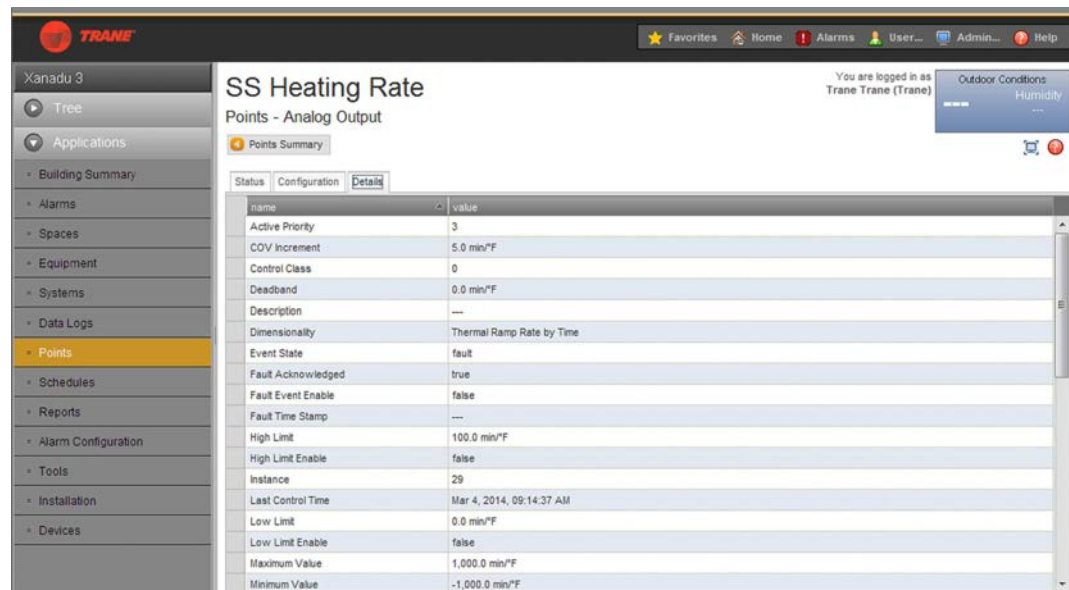 TRANE
Favorites Home Alarms User... Admin... Help
Xanadu 3
Tree
Applications
Building Summary
Alarms
Spaces
Equipment
Systems
Data Logs
Points
Schedules
Reports
Alarm Configuration
Tools
Installation
Devices
SS Heating Rate
Points - Analog Output
You are logged in as
Trane Trane (Trane)
Outdoor Conditions
Humidity
--- ---
Points Summary
Status Configuration Details
name value
Active Priority 3
COV Increment 5.0 min/°F
Control Class 0
Deadband 0.0 min/°F
Description ---
Dimensionality Thermal Ramp Rate by Time
Event State fault
Fault Acknowledged true
Fault Event Enable false
Fault Time Stamp ---
High Limit 100.0 min/°F
High Limit Enable false
Instance 29
Last Control Time Mar 4, 2014, 09:14:37 AM
Low Limit 0.0 min/°F
Low Limit Enable false
Maximum Value 1,000.0 min/°F
Minimum Value -1,000.0 min/°F